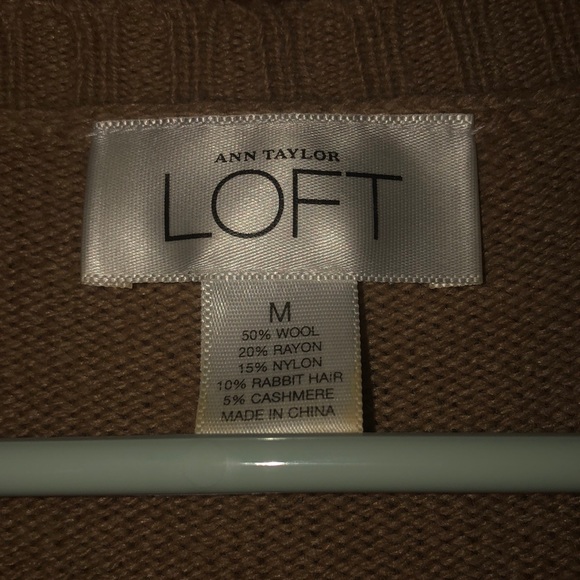 ANN TAYLOR
LOFT
M
50% WOOL
20% RAYON
15% NYLON
10% RABBIT HAIR
5% CASHMERE
MADE IN CHINA